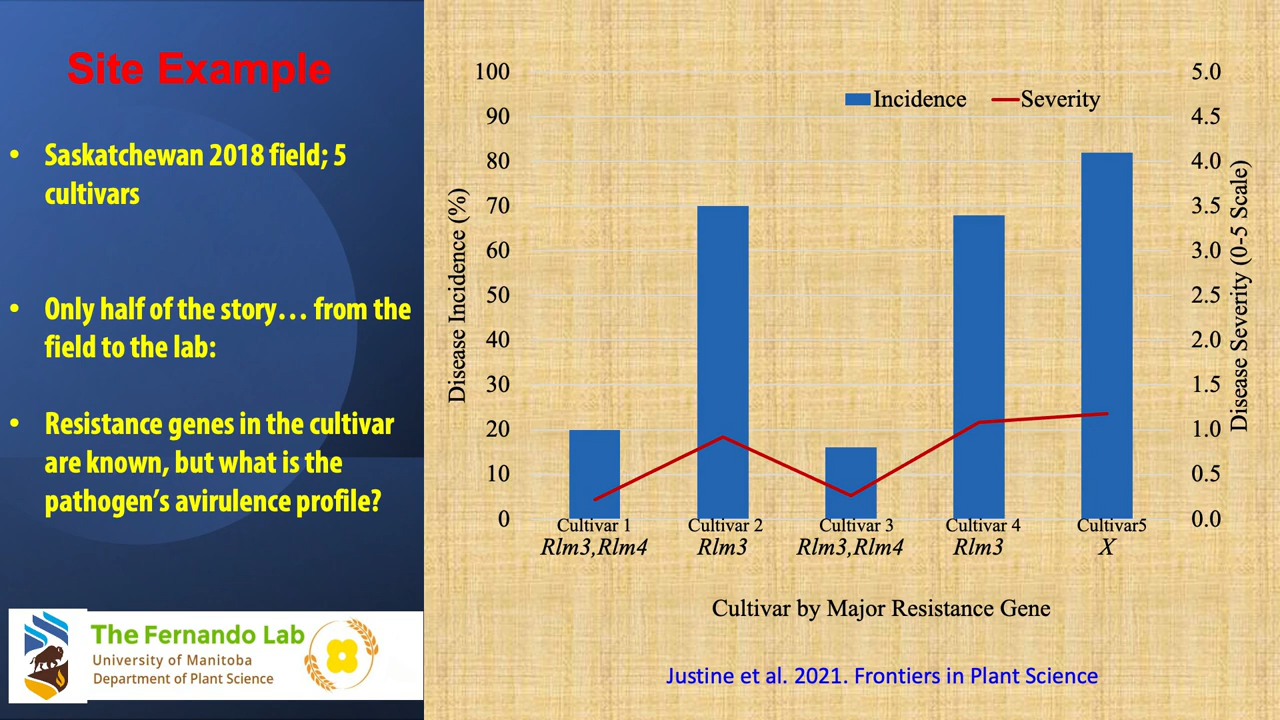 Site Example
• Saskatchewan 2018 field; 5
cultivars
• Only half of the story… from the
field to the lab:
• Resistance genes in the cultivar
are known, but what is the
pathogen’s avirulence profile?
The Fernando Lab
University of Manitoba
Department of Plant Science
Incidence
Severity
Disease Incidence (%)
100
90
80
70
60
50
40
30
20
10
0
5.0
4.5
4.0
3.5
3.0
2.5
2.0
1.5
1.0
0.5
0.0
Disease Severity (0-5 Scale)
Cultivar 1 Cultivar 2 Cultivar 3 Cultivar 4 Cultivar5
Rlm3,Rlm4 Rlm3 Rlm3,Rlm4 Rlm3 X
Cultivar by Major Resistance Gene
Justine et al. 2021. Frontiers in Plant Science